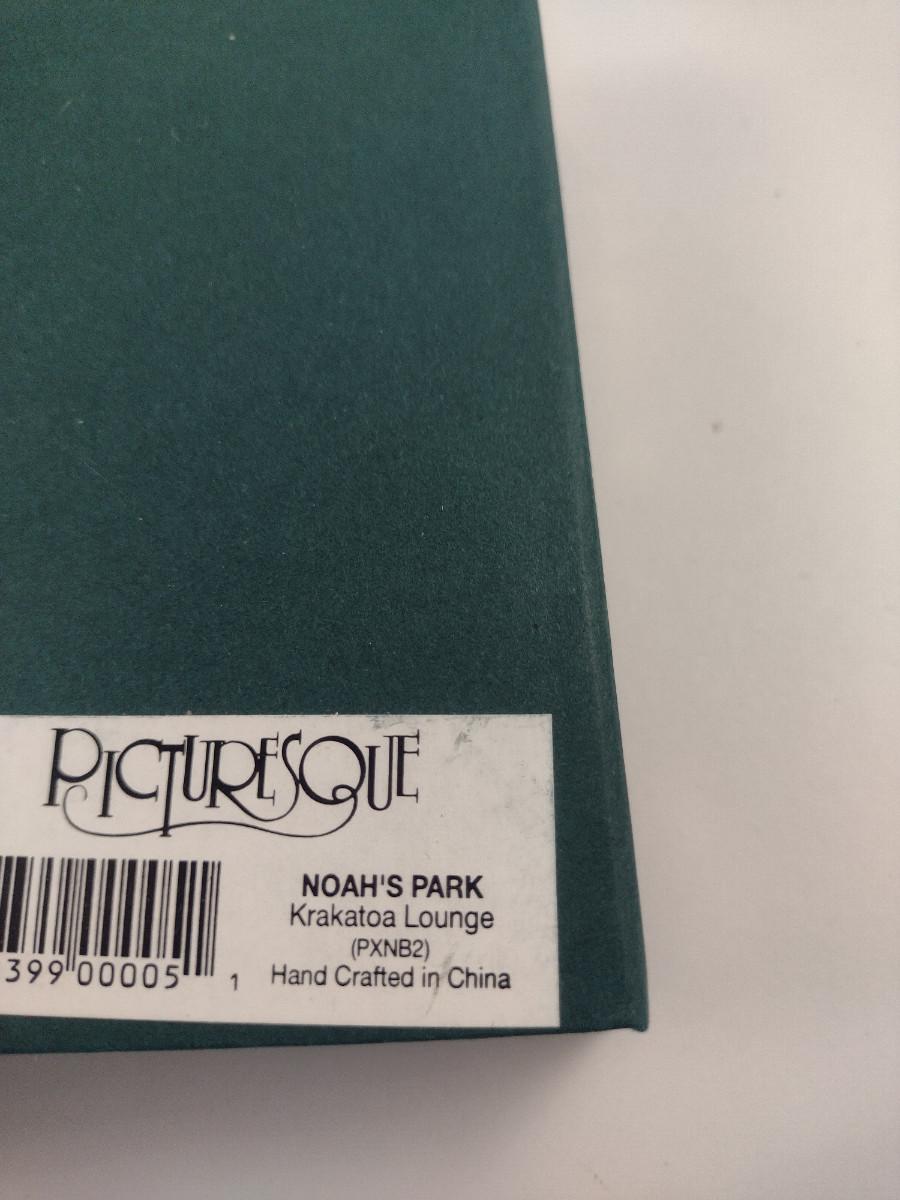 PICTURESQUE
NOAH'S PARK
Krakatoa Lounge
(PXNB2)
Hand Crafted in China
399 00005 1